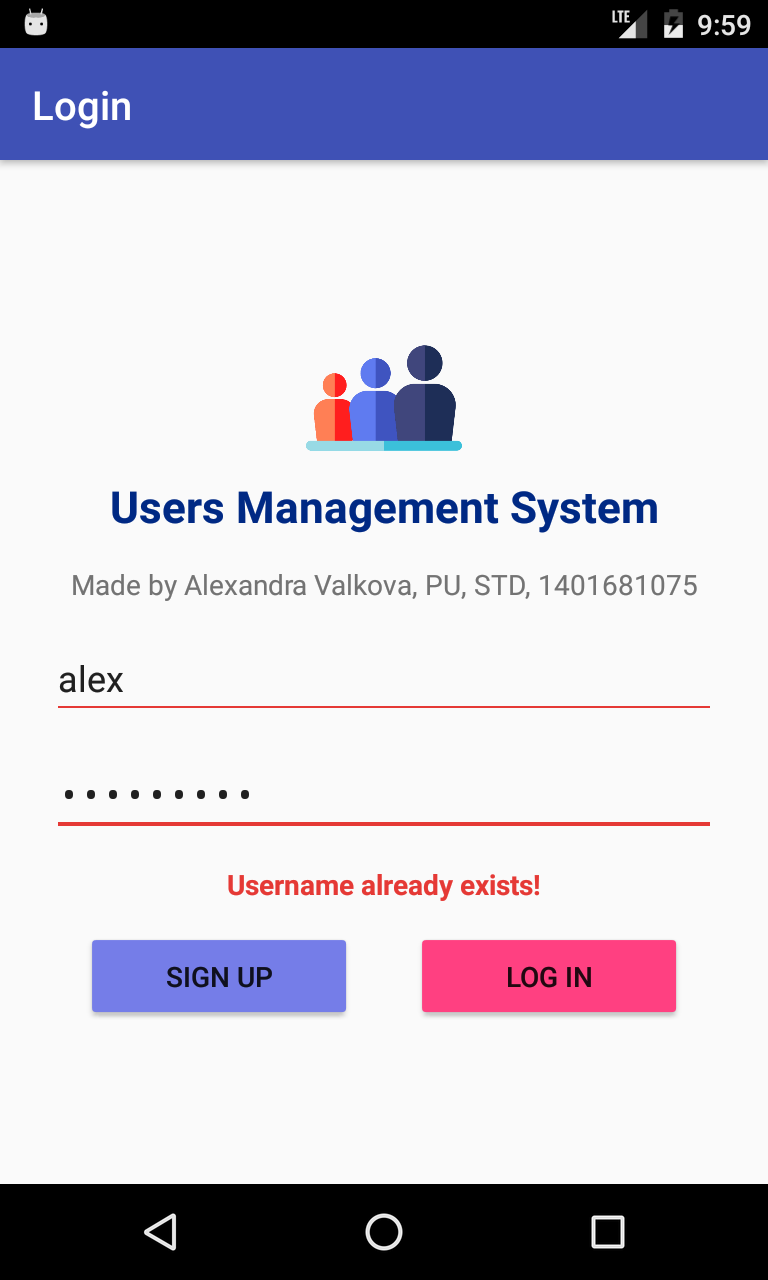 LTE 9:59
Login
Users Management System
Made by Alexandra Valkova, PU, STD, 1401681075
alex
•••••••••
Username already exists!
SIGN UP LOG IN